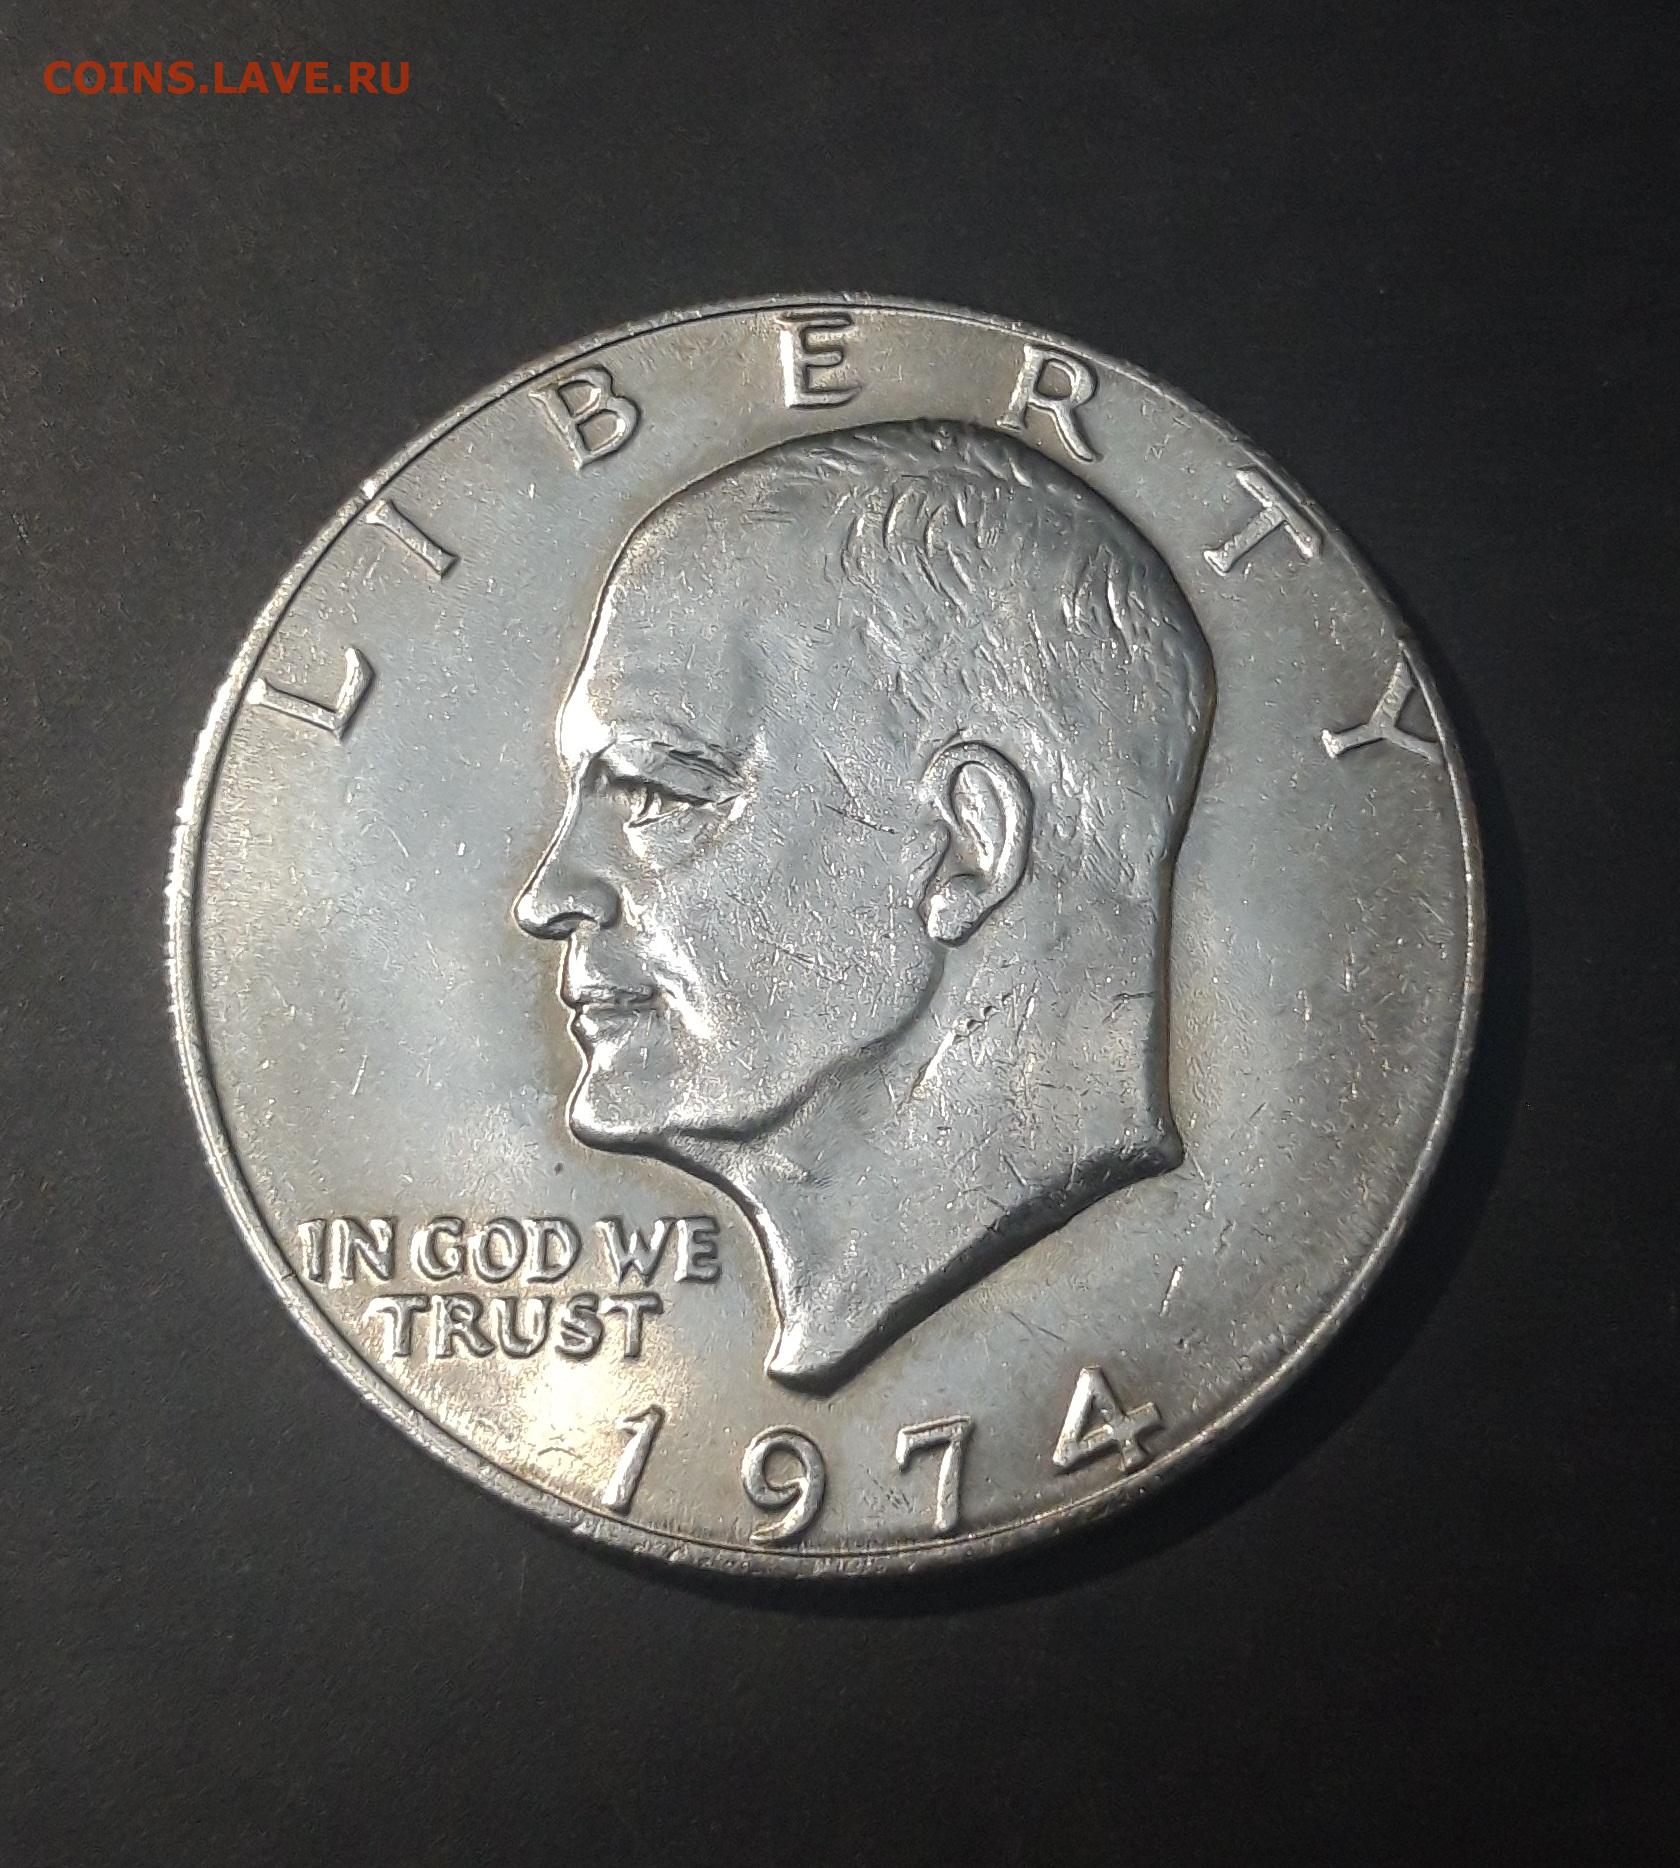 COINS.LAVE.RU
LIBERTY
IN GOD WE
TRUST
1974